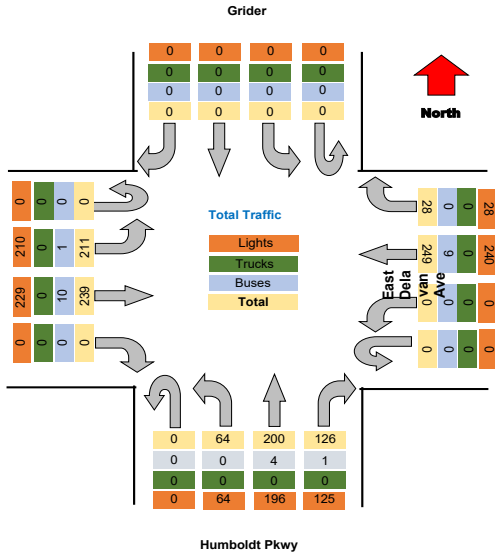 Grider
0 0 0 0
0 0 0 0
0 0 0 0
0 0 0 0
North
0 0 0 0
210 0 1 211
229 0 10 239
0 0 0 0
Total Traffic
Lights
Trucks
Buses
Total
28 0 0 28
249 9 0 240
0 0 0 0
0 0 0 0
East
Dela
van
Ave
0 64 200 126
0 0 4 1
0 0 0 0
0 64 196 125
Humboldt Pkwy